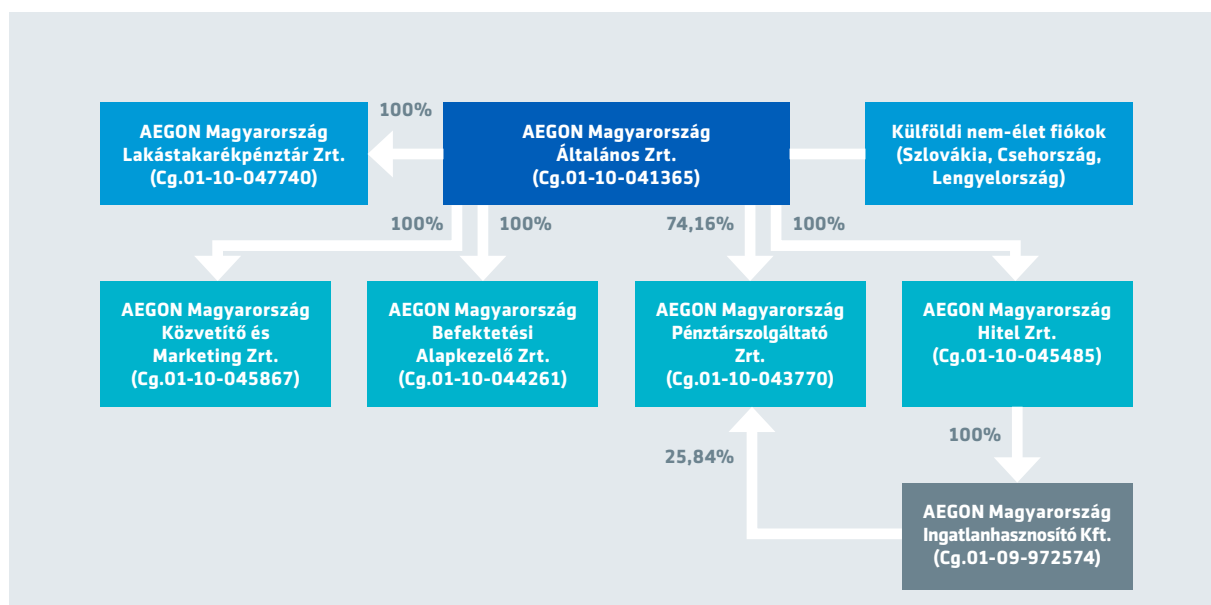 100%
AEGON Magyarország
Lakástakarékpénztár Zrt.
(Cg.01-10-047740)
AEGON Magyarország
Általános Zrt.
(Cg.01-10-041365)
Külföldi nem-élet fiókok
(Szlovákia, Csehország,
Lengyelország)
100%
100%
74,16%
100%
AEGON Magyarország
Közvetítő és
Marketing Zrt.
(Cg.01-10-045867)
AEGON Magyarország
Befektetési
Alapkezelő Zrt.
(Cg.01-10-044261)
AEGON Magyarország
Pénztárszolgáltató
Zrt.
(Cg.01-10-043770)
AEGON Magyarország
Hitel Zrt.
(Cg.01-10-045485)
100%
25,84%
AEGON Magyarország
Ingatlanhasznosító Kft.
(Cg.01-09-972574)